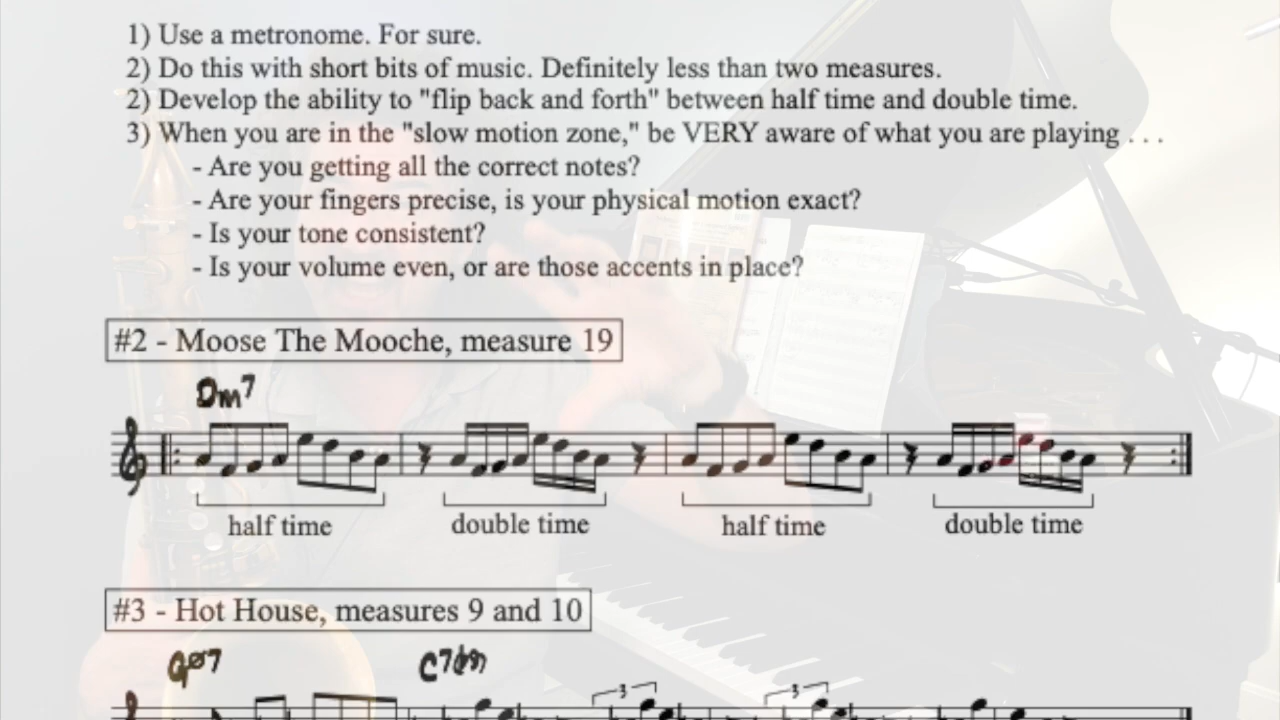 1) Use a metronome. For sure.
2) Do this with short bits of music. Definitely less than two measures.
2) Develop the ability to "flip back and forth" between half time and double time.
3) When you are in the "slow motion zone," be VERY aware of what you are playing . . .
- Are you getting all the correct notes?
- Are your fingers precise, is your physical motion exact?
- Is your tone consistent?
- Is your volume even, or are those accents in place?
#2 - Moose The Mooche, measure 19
Dm7
half time double time half time double time
#3 - Hot House, measures 9 and 10
Gø7 C7
3 3